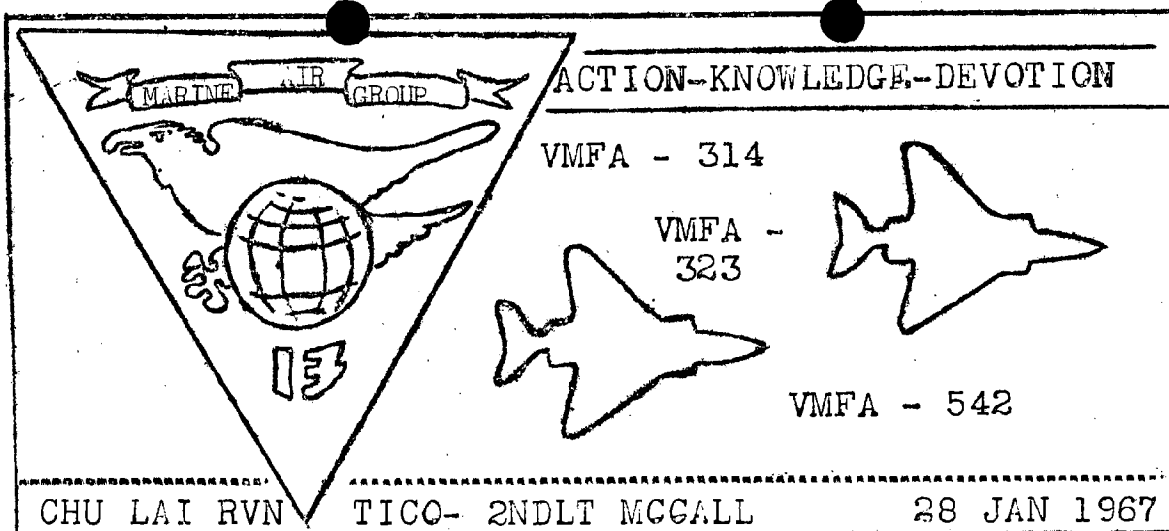 MARINE AIR GROUP
13
ACTION-KNOWLEDGE-DEVOTION
VMFA - 314
VMFA -
323
VMFA - 542
CHU LAI RVN TICO- 2NDLT MCCALL 28 JAN 1967